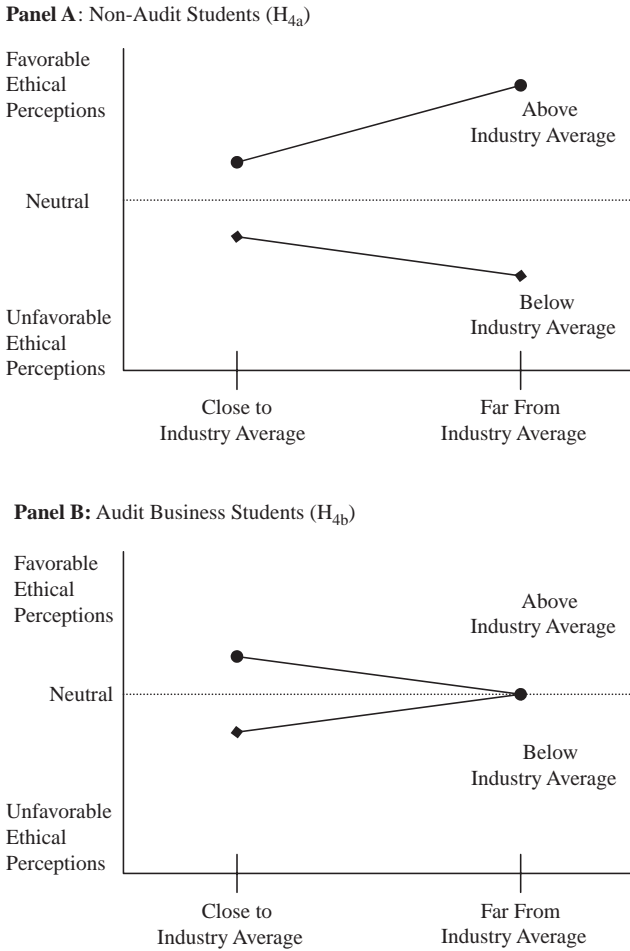 Panel A: Non-Audit Students (H4a)
Favorable
Ethical
Perceptions
Above
Industry Average
Neutral
Below
Industry Average
Unfavorable
Ethical
Perceptions
Close to
Industry Average
Far From
Industry Average
Panel B: Audit Business Students (H4b)
Favorable
Ethical
Perceptions
Above
Industry Average
Neutral
Below
Industry Average
Unfavorable
Ethical
Perceptions
Close to
Industry Average
Far From
Industry Average